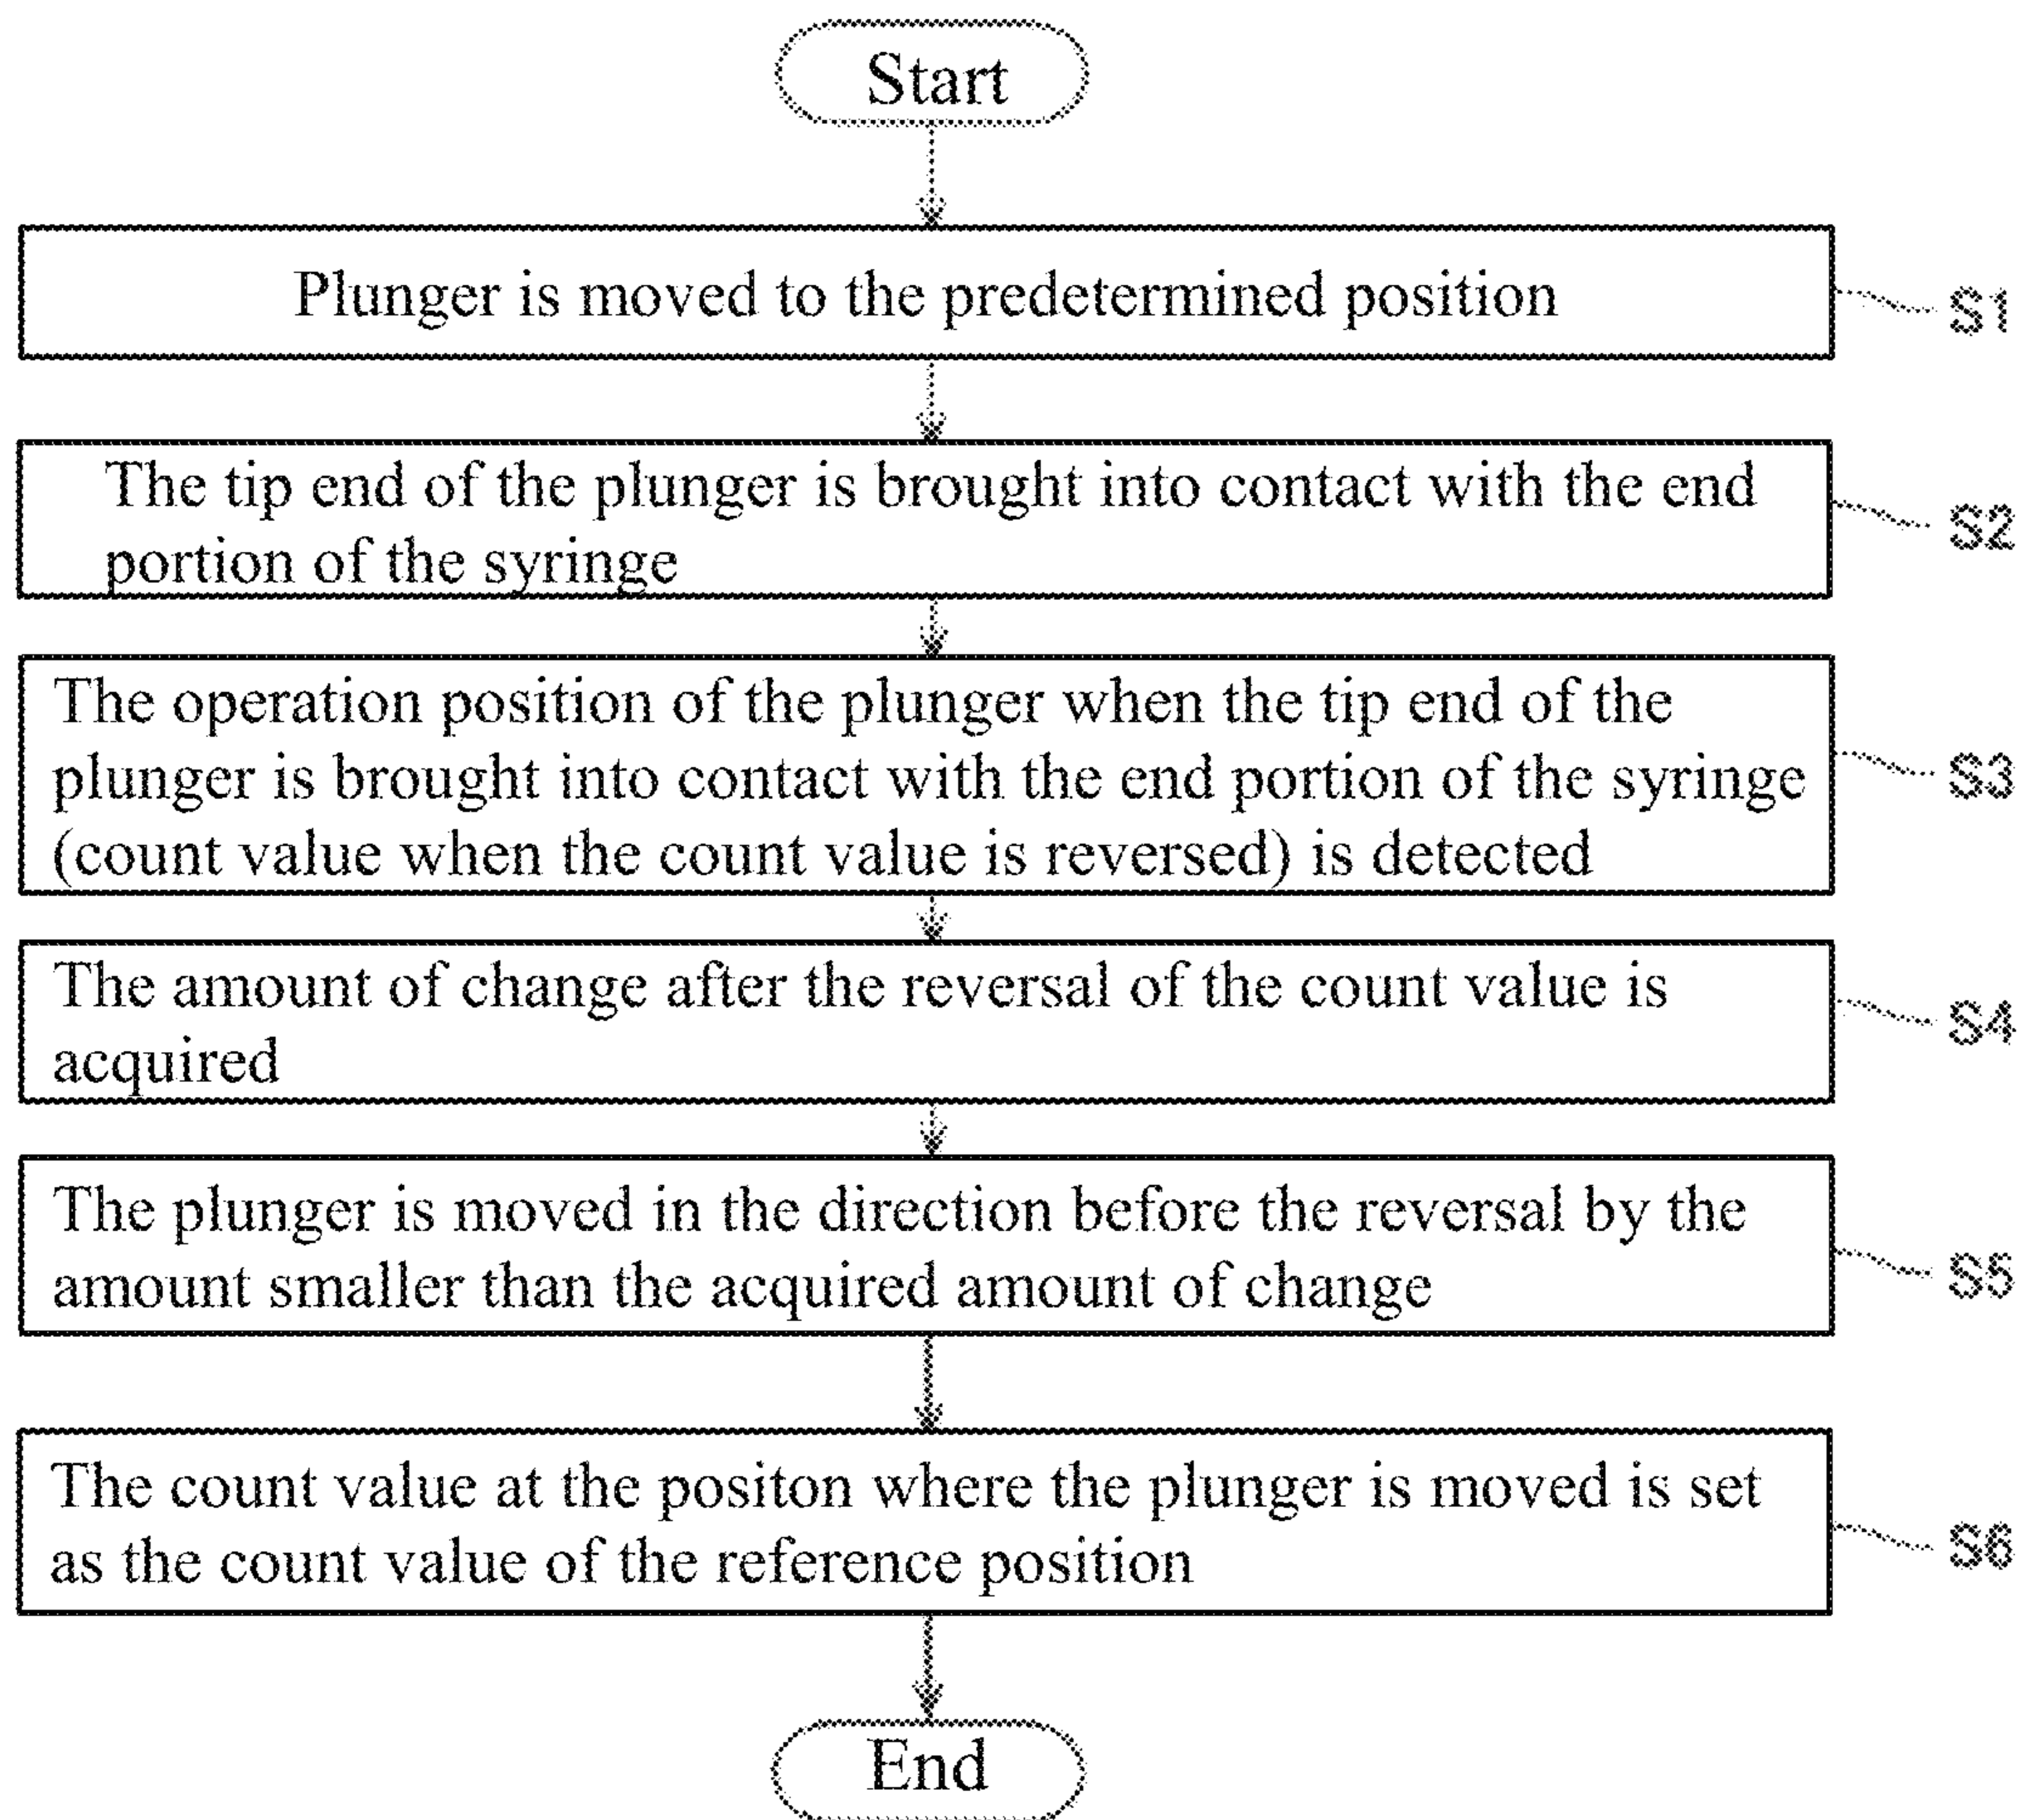 Start
Plunger is moved to the predetermined position
S1
The tip end of the plunger is brought into contact with the end
portion of the syringe
S2
The operation position of the plunger when the tip end of the
plunger is brought into contact with the end portion of the syringe
(count value when the count value is reversed) is detected
S3
The amount of change after the reversal of the count value is
acquired
S4
The plunger is moved in the direction before the reversal by the
amount smaller than the acquired amount of change
S5
The count value at the positon where the plunger is moved is set
as the count value of the reference position
S6
End